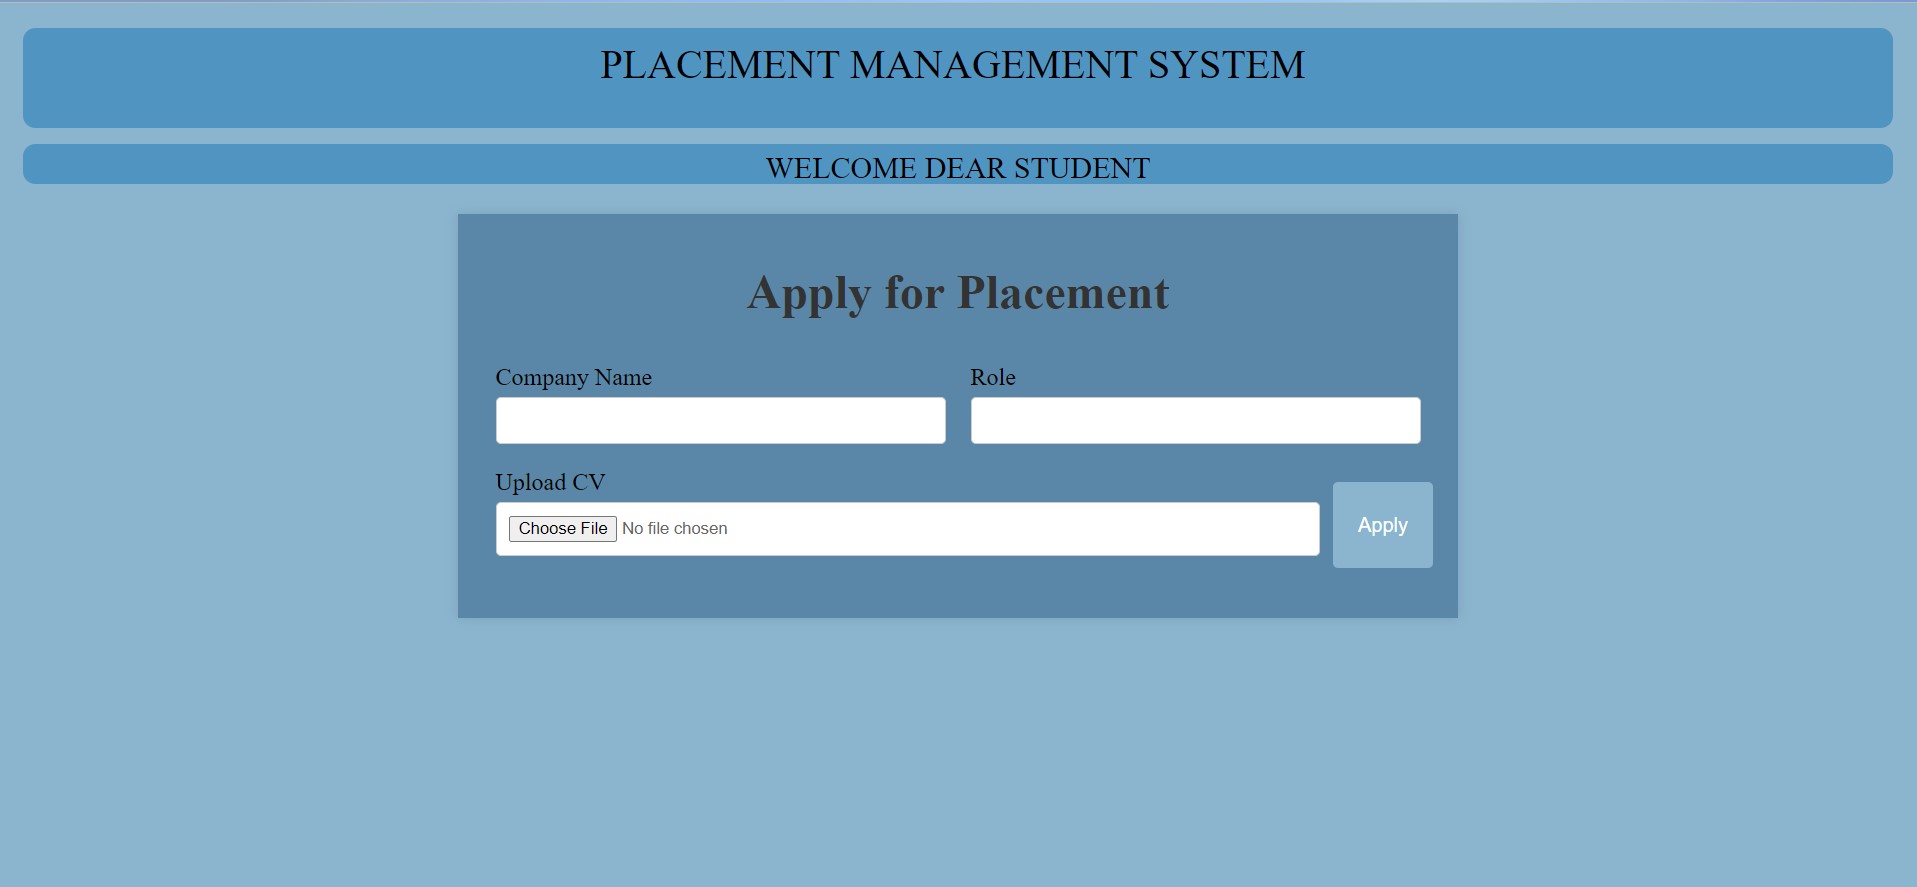 PLACEMENT MANAGEMENT SYSTEM
WELCOME DEAR STUDENT
Apply for Placement
Company Name Role
Upload CV
Choose File No file chosen Apply